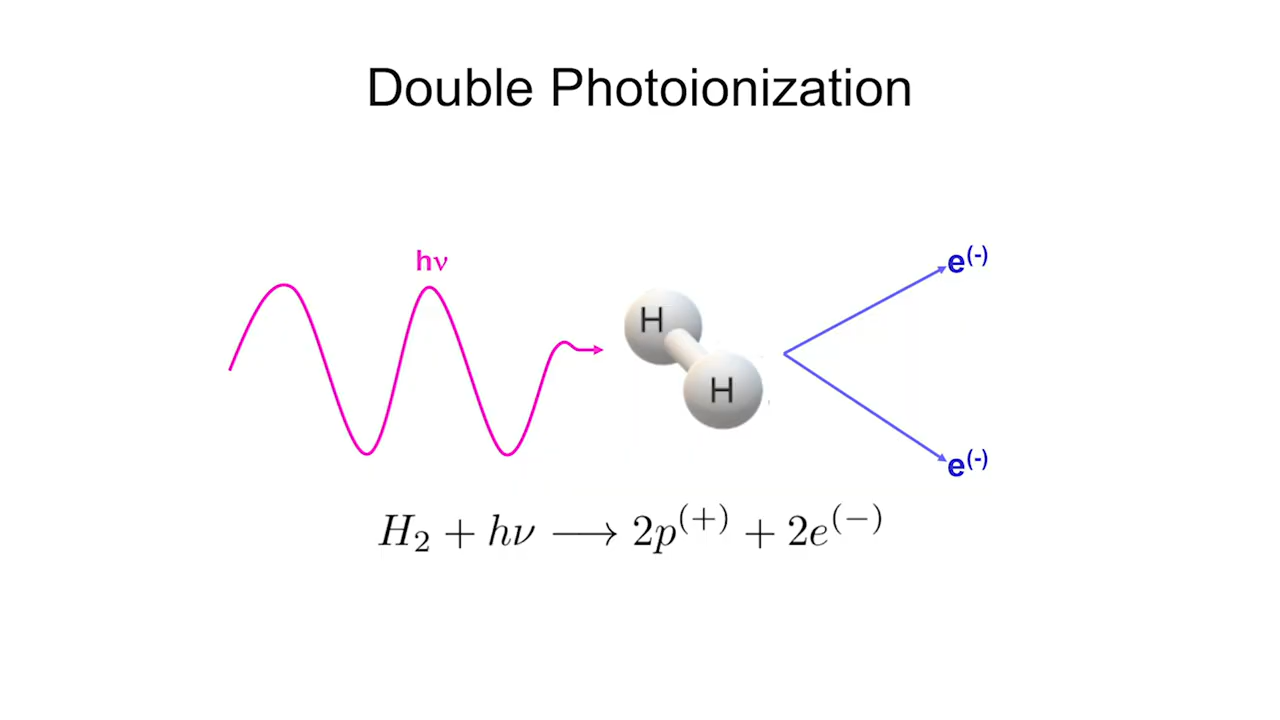 Double Photoionization
hν
e(-)
H
H
e(-)
H₂ + hν ⟶ 2p⁽⁺⁾ + 2e⁽⁻⁾